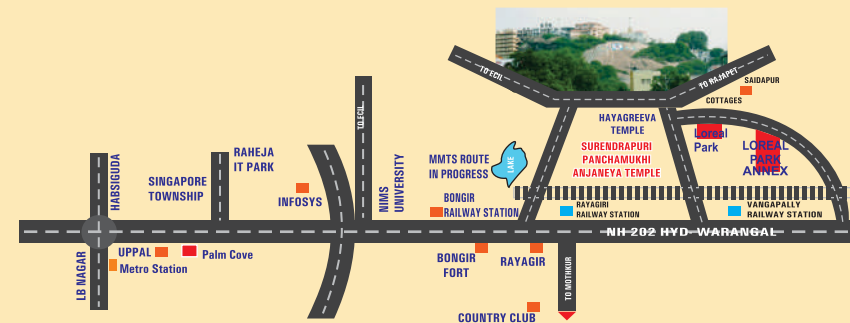 TO ECIL
TO RAJAPET
SAIDAPUR
COTTAGES
HAYAGREEVA
TEMPLE
SURENDRAPURI
PANCHAMUKHI
ANJANEYA TEMPLE
Loreal
Park
LOREAL
PARK
ANNEX
TO ECIL
MMTS ROUTE
IN PROGRESS
LAKE
HABSIGUDA
SINGAPORE
TOWNSHIP
RAHEJA
IT PARK
INFOSYS
NIMS
UNIVERSITY
BONGIR
RAILWAY STATION
RAYAGIRI
RAILWAY STATION
VANGAPALLY
RAILWAY STATION
NH 202 HYD- WARANGAL
LB NAGAR
UPPAL
Metro Station
Palm Cove
BONGIR
FORT
RAYAGIR
TO MOTHKUR
COUNTRY CLUB